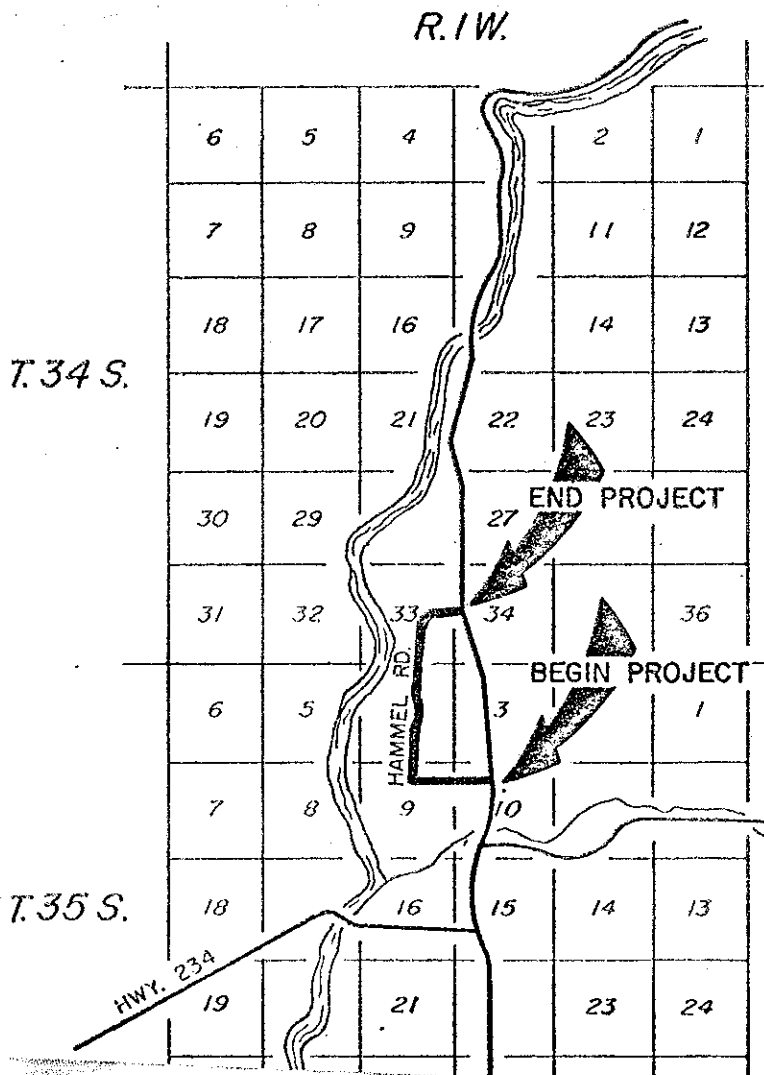 R. 1 W.
6 5 4 2 1
7 8 9 11 12
18 17 16 14 13
T. 34 S.
19 20 21 22 23 24
END PROJECT
30 29 27
31 32 33 34 36
BEGIN PROJECT
HAMMEL RD.
6 5 3 1
7 8 9 10
T. 35 S.
18 16 15 14 13
HWY. 234
19 21 23 24